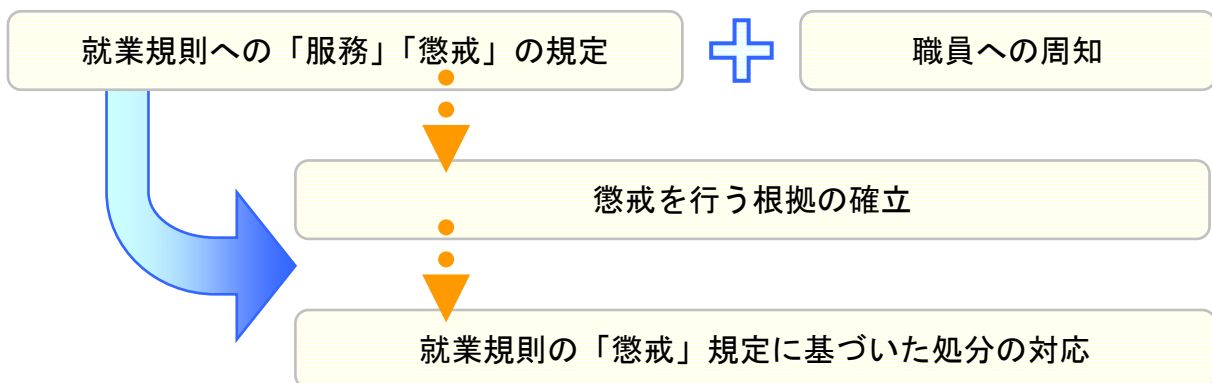 就業規則への「服務」「懲戒」の規定
職員への周知
懲戒を行う根拠の確立
就業規則の「懲戒」規定に基づいた処分の対応